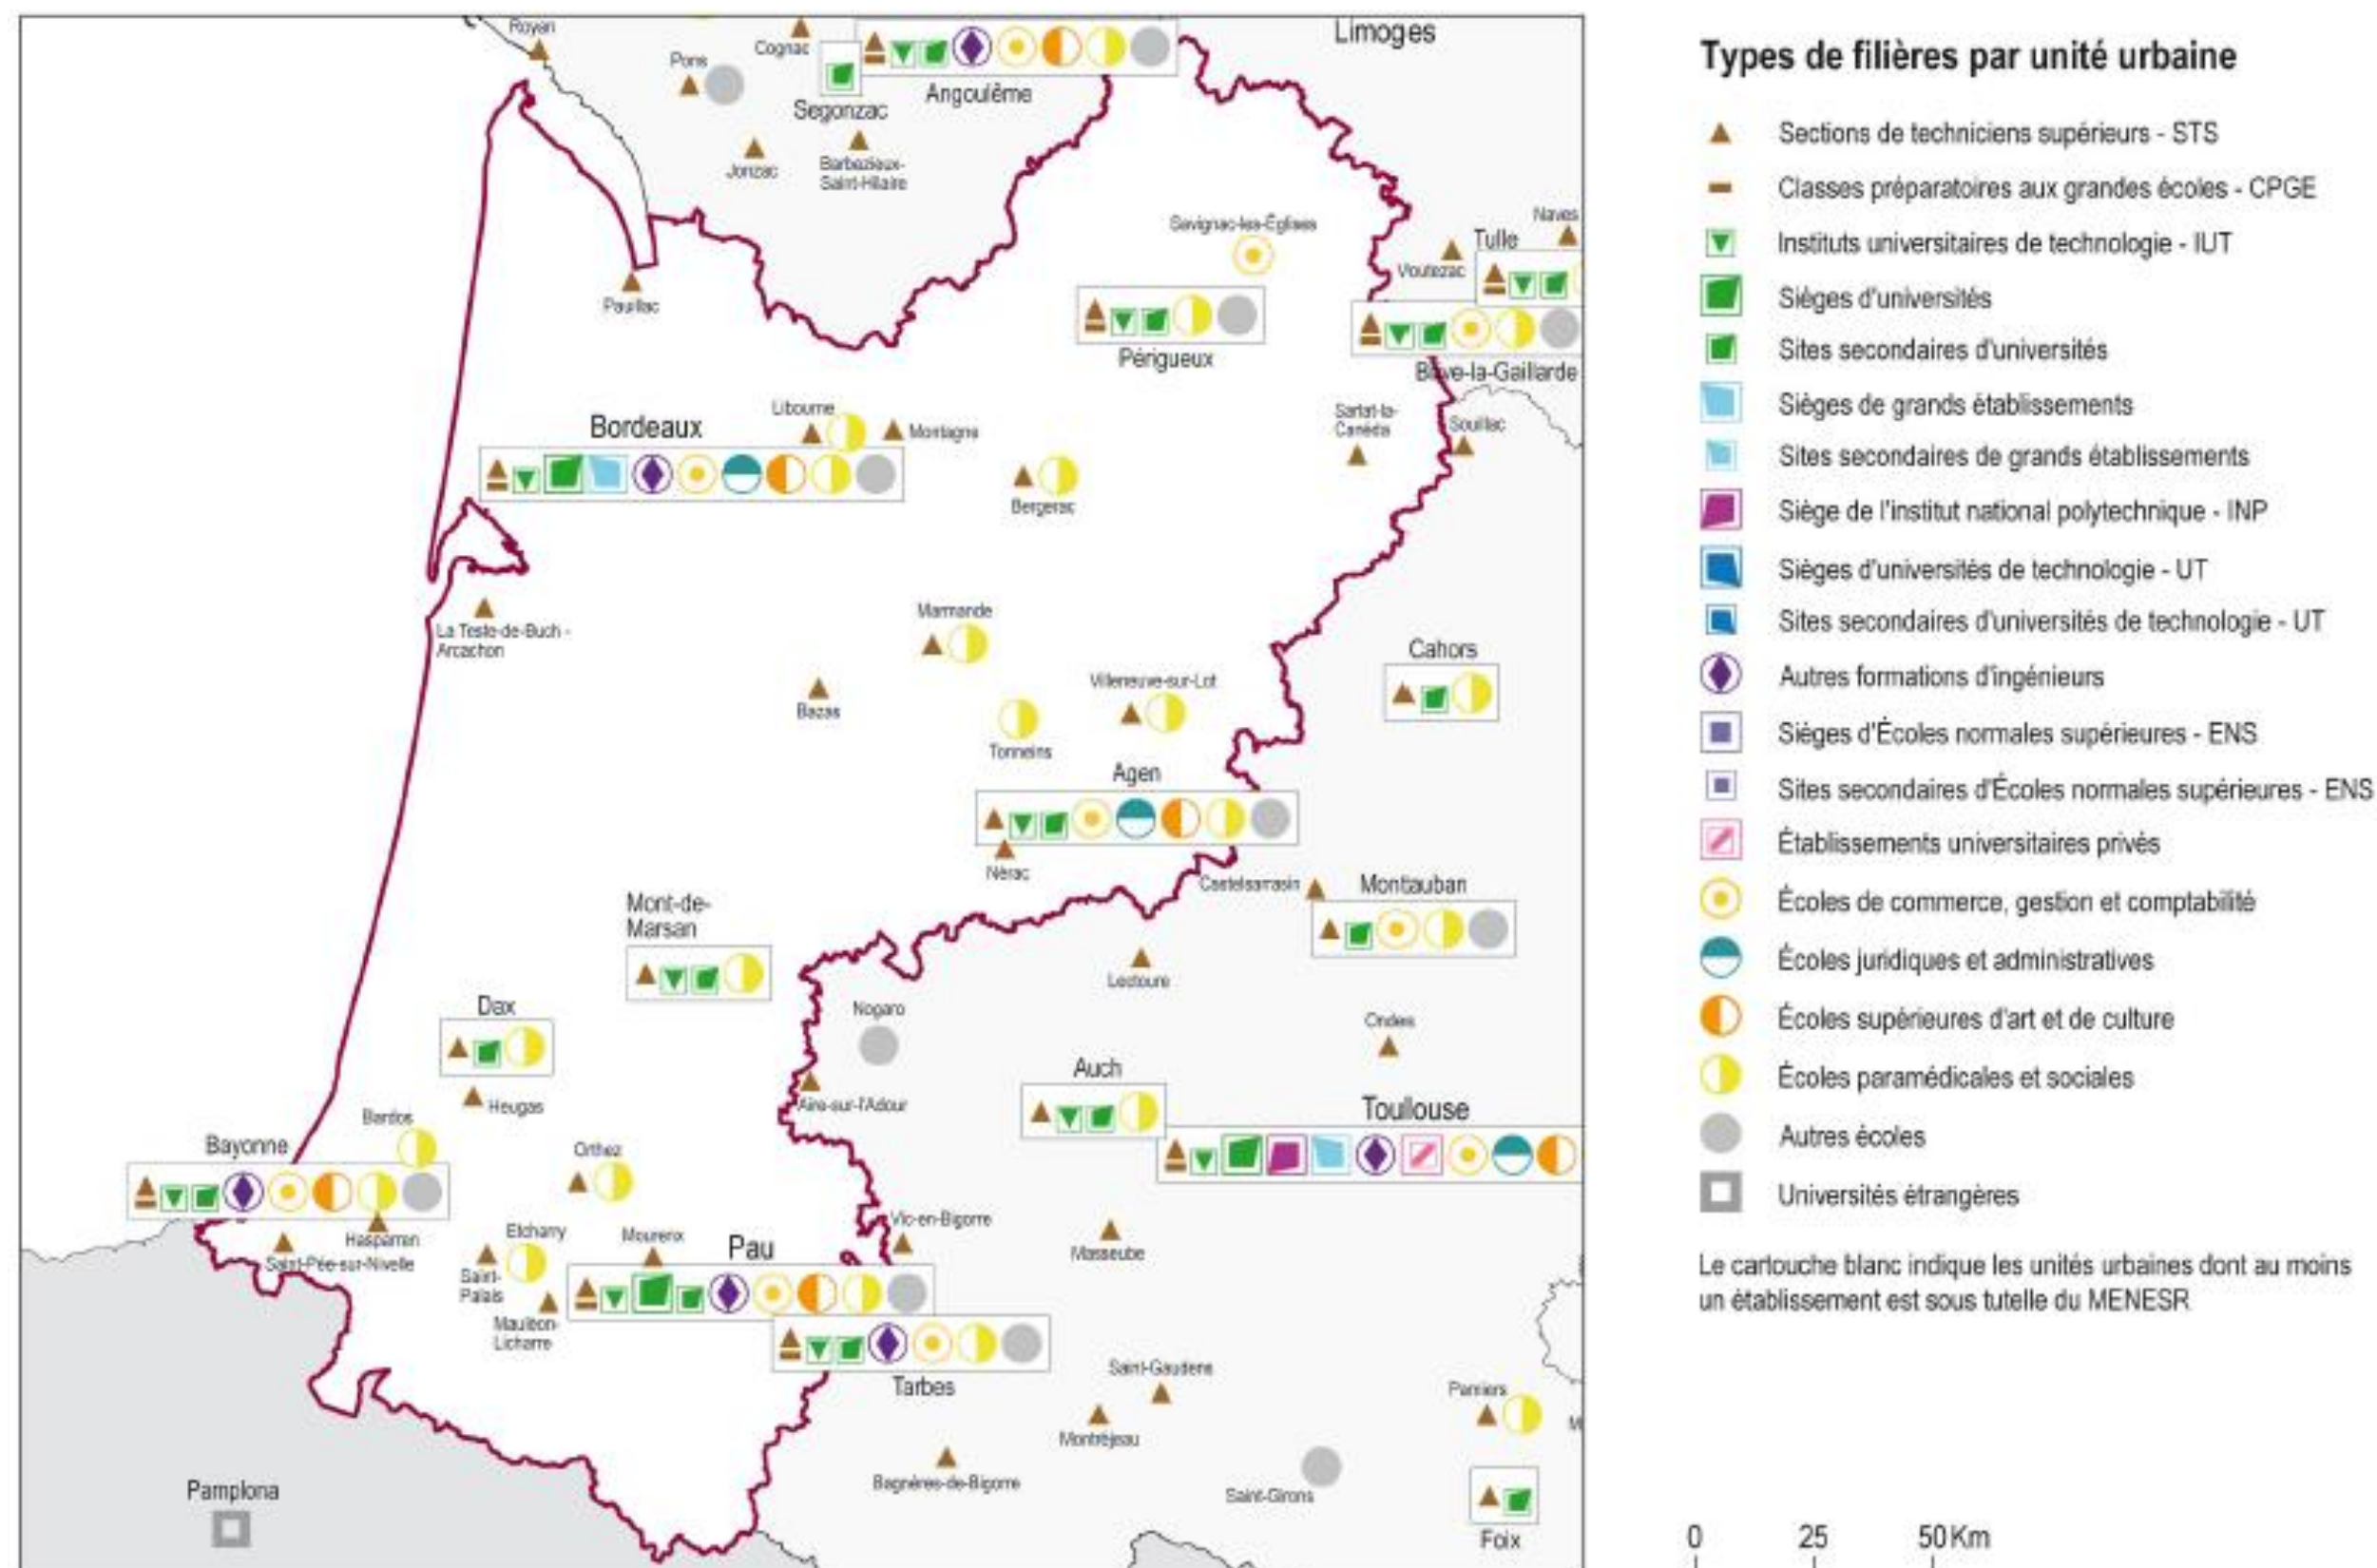 Royan
Cognac
Limoges
Pons
Angoulême
Segonzac
Jonzac
Barbezieux-
Saint-Hilaire
Savignac-les-Églises
Naves
Tulle
Voutezac
Pauillac
Périgueux
Brive-la-Gaillarde
Libourne
Bordeaux
Montagne
Sarlat-la-
Canéda
Souillac
Bergerac
Marmande
La Teste-de-Buch -
Arcachon
Cahors
Villeneuve-sur-Lot
Bazas
Tonneins
Agen
Nérac
Castelsarrasin
Montauban
Mont-de-
Marsan
Lectoure
Dax
Nogaro
Ondes
Auch
Heugas
Aire-sur-l'Adour
Bardos
Toulouse
Bayonne
Orthez
Vic-en-Bigorre
Etcharry
Mourenx
Hasparren
Pau
Masseube
Saint-Pée-sur-Nivelle
Saint-
Palais
Mauléon-
Licharre
Saint-Gaudens
Tarbes
Pamiers
M
Montréjeau
Bagnères-de-Bigorre
Saint-Girons
Pamplona
Foix
Types de filières par unité urbaine
Sections de techniciens supérieurs - STS
Classes préparatoires aux grandes écoles - CPGE
Instituts universitaires de technologie - IUT
Sièges d'universités
Sites secondaires d'universités
Sièges de grands établissements
Sites secondaires de grands établissements
Siège de l'institut national polytechnique - INP
Sièges d'universités de technologie - UT
Sites secondaires d'universités de technologie - UT
Autres formations d'ingénieurs
Sièges d'Écoles normales supérieures - ENS
Sites secondaires d'Écoles normales supérieures - ENS
Établissements universitaires privés
Écoles de commerce, gestion et comptabilité
Écoles juridiques et administratives
Écoles supérieures d'art et de culture
Écoles paramédicales et sociales
Autres écoles
Universités étrangères
Le cartouche blanc indique les unités urbaines dont au moins
un établissement est sous tutelle du MENESR
0 25 50 Km